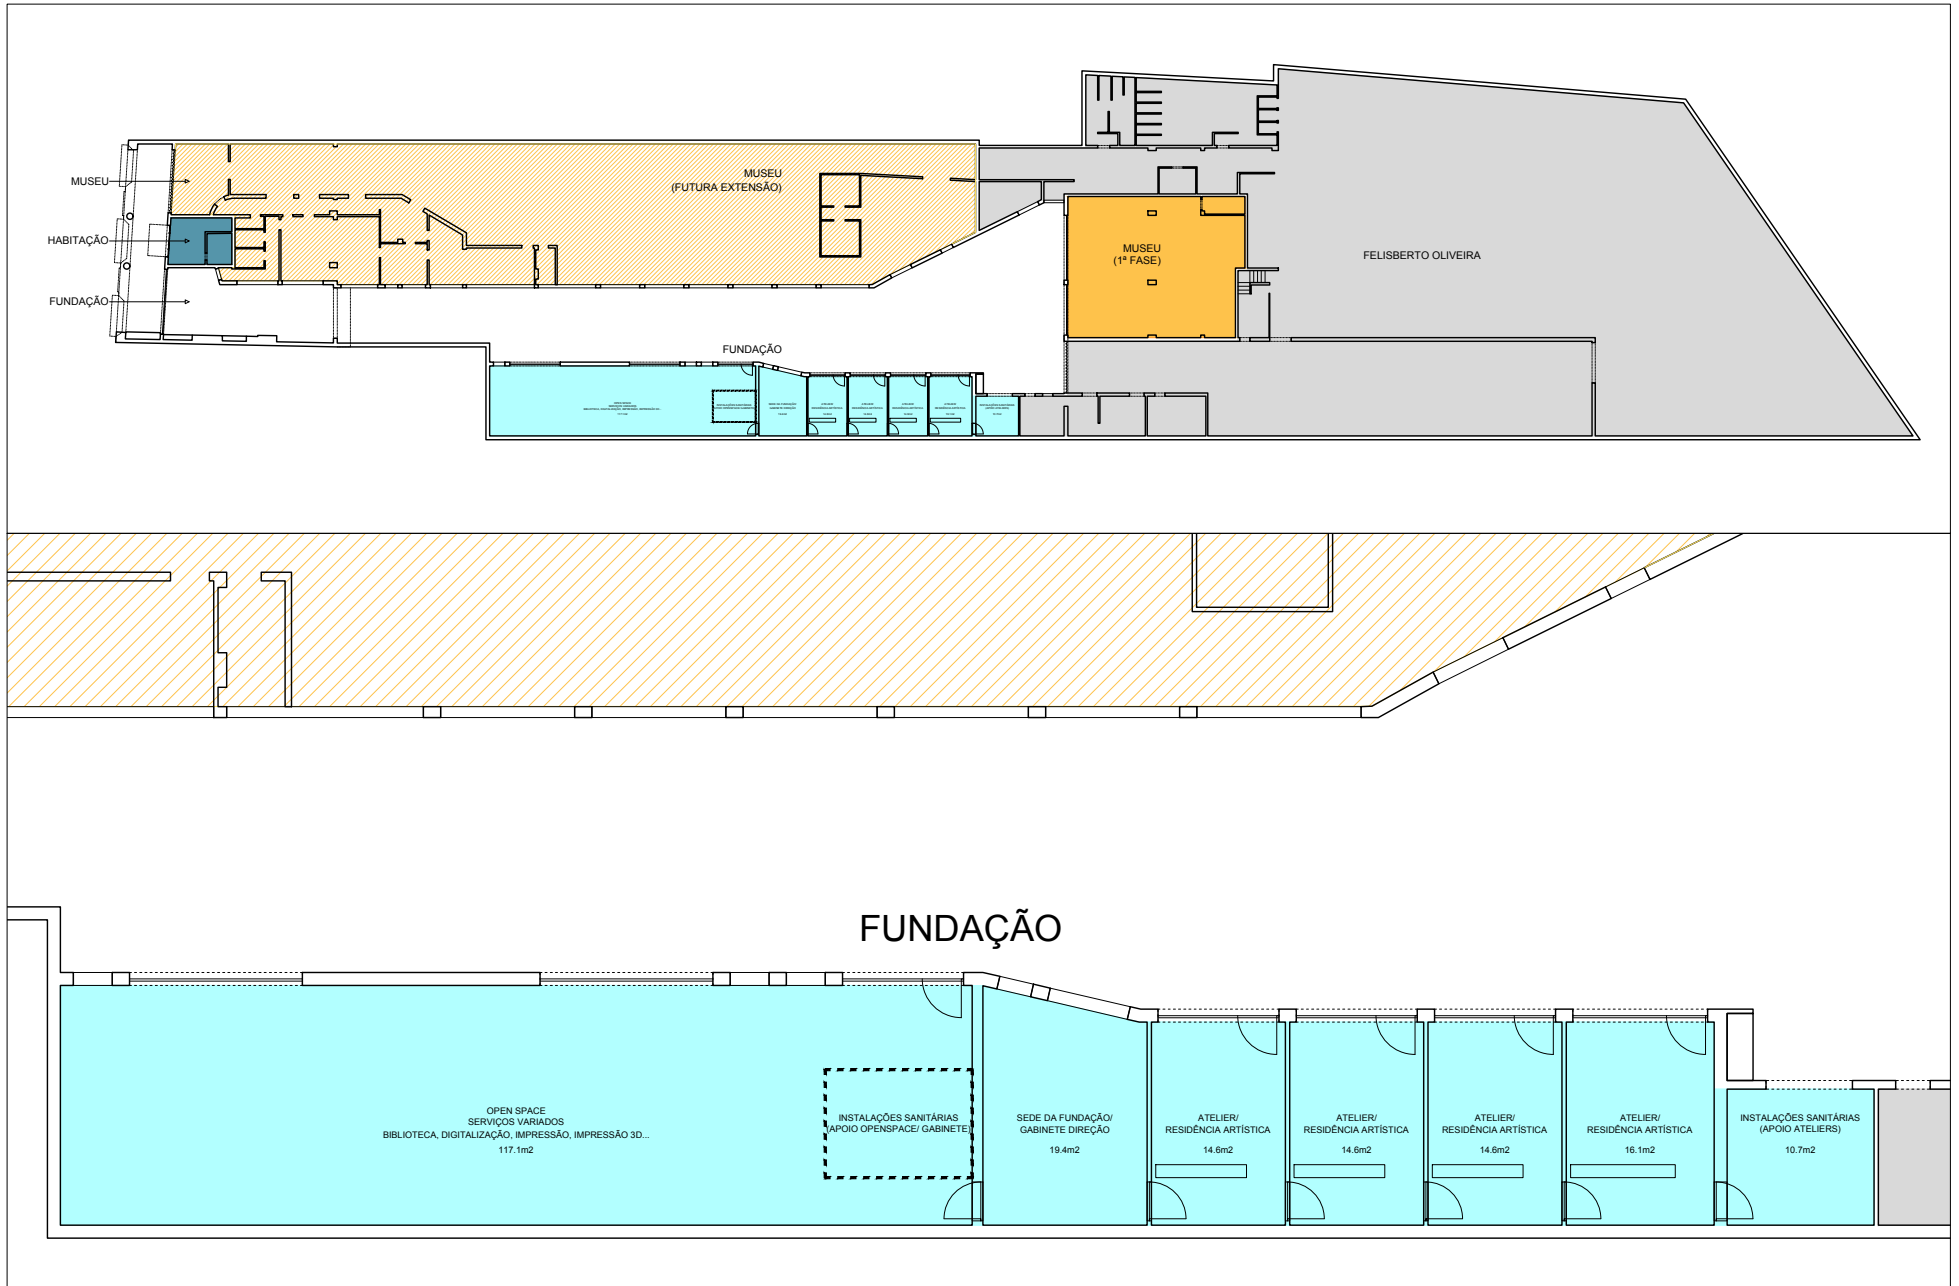 MUSEU
HABITAÇÃO
FUNDAÇÃO
MUSEU
(FUTURA EXTENSÃO)
MUSEU
(1ª FASE)
FELISBERTO OLIVEIRA
FUNDAÇÃO
FUNDAÇÃO
OPEN SPACE
SERVIÇOS VARIADOS
BIBLIOTECA, DIGITALIZAÇÃO, IMPRESSÃO, IMPRESSÃO 3D...
117.1m2
INSTALAÇÕES SANITÁRIAS
(APOIO OPENSPACE/ GABINETE)
SEDE DA FUNDAÇÃO/
GABINETE DIREÇÃO
19.4m2
ATELIER/
RESIDÊNCIA ARTÍSTICA
14.6m2
ATELIER/
RESIDÊNCIA ARTÍSTICA
14.6m2
ATELIER/
RESIDÊNCIA ARTÍSTICA
14.6m2
ATELIER/
RESIDÊNCIA ARTÍSTICA
16.1m2
INSTALAÇÕES SANITÁRIAS
(APOIO ATELIERS)
10.7m2